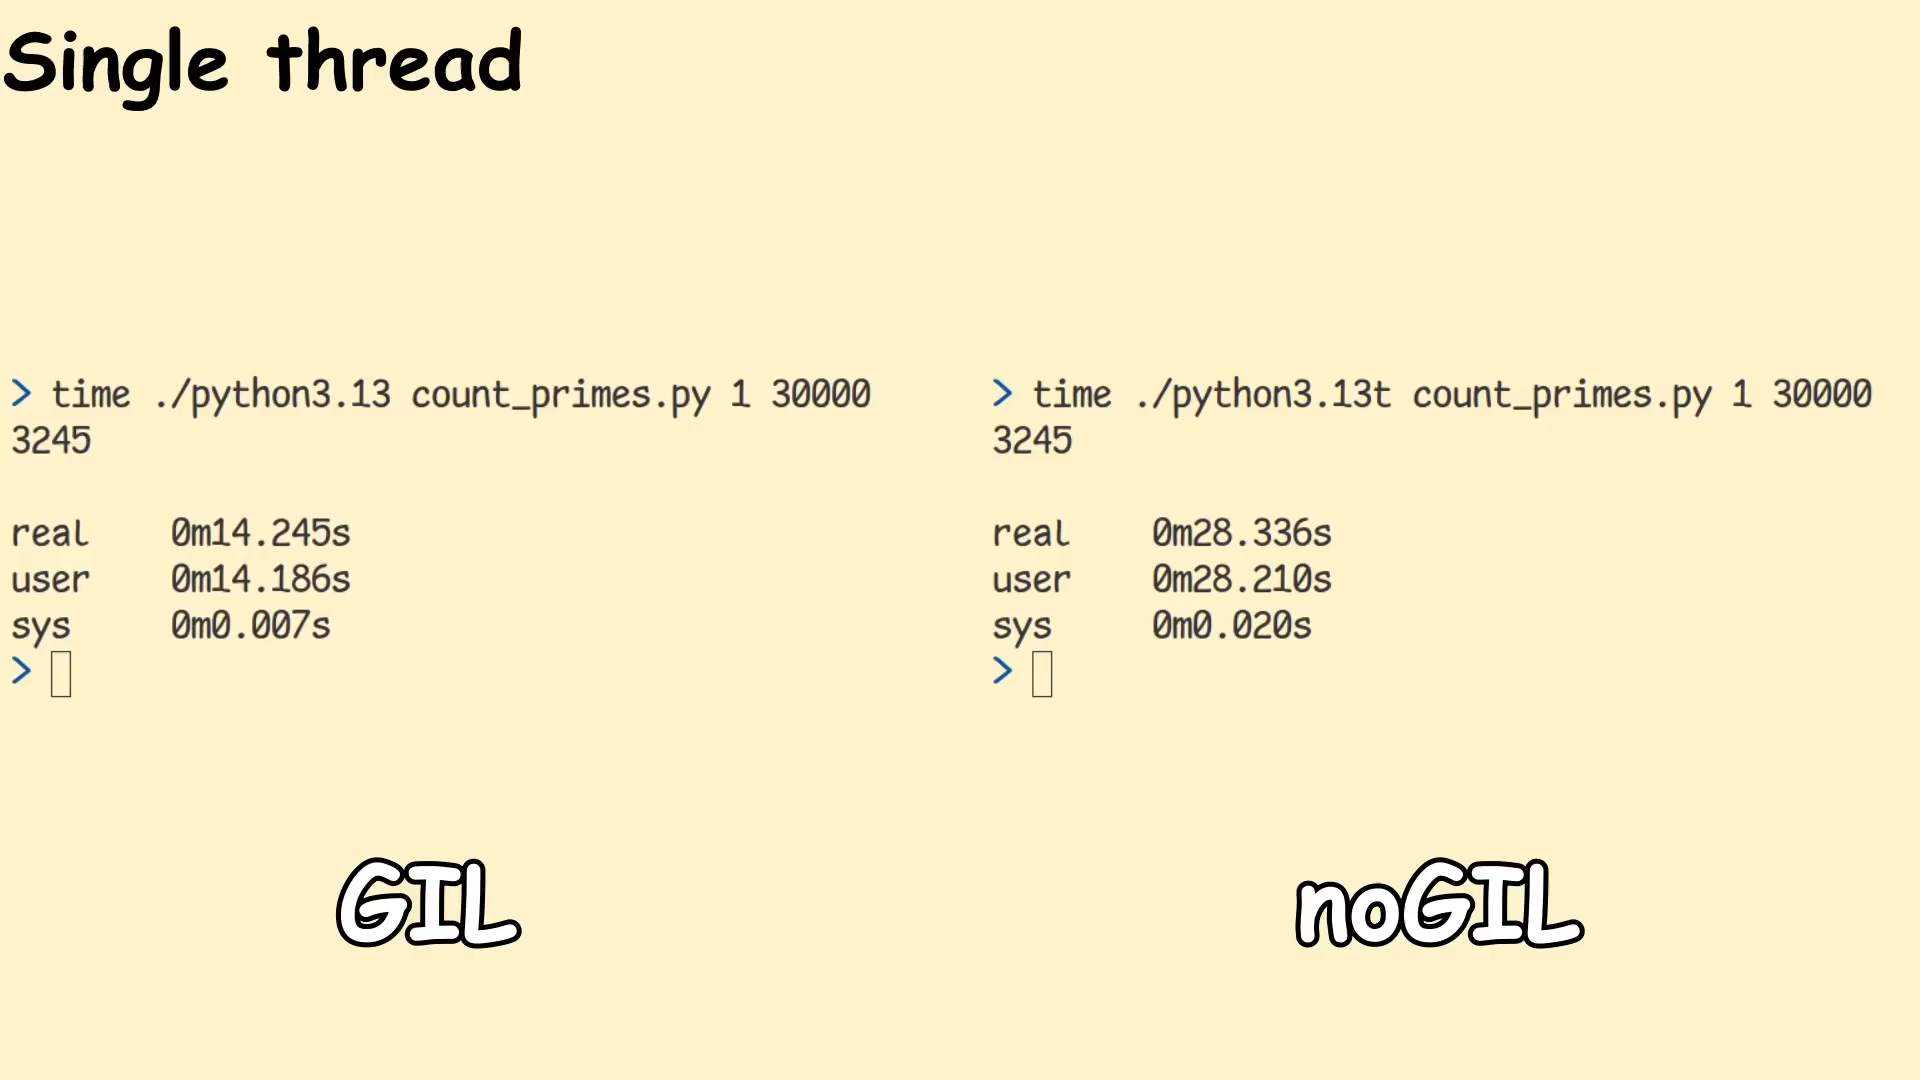 Single thread
> time ./python3.13 count_primes.py 1 30000
3245
real 0m14.245s
user 0m14.186s
sys 0m0.007s
>
GIL
> time ./python3.13t count_primes.py 1 30000
3245
real 0m28.336s
user 0m28.210s
sys 0m0.020s
>
noGIL